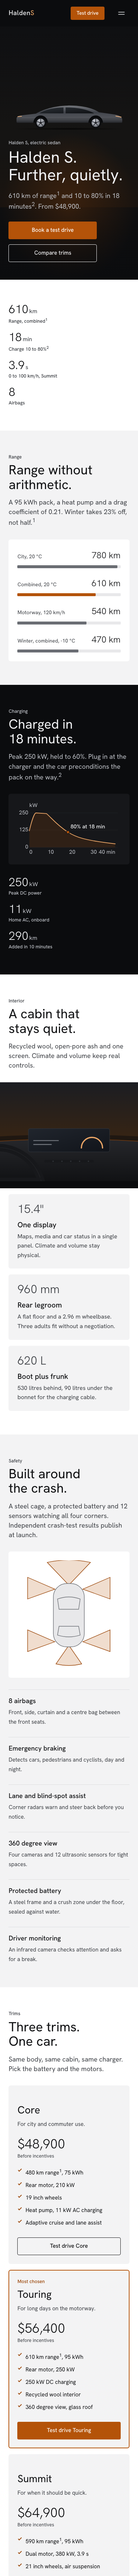 HaldenS
Test drive
Halden S, electric sedan
Halden S.
Further, quietly.
610 km of range1 and 10 to 80% in 18
minutes2. From $48,900.
Book a test drive
Compare trims
610 km
Range, combined1
18 min
Charge 10 to 80%2
3.9 s
0 to 100 km/h, Summit
8
Airbags
Range
Range without
arithmetic.
A 95 kWh pack, a heat pump and a drag
coefficient of 0.21. Winter takes 23% off,
not half.1
City, 20 °C
780 km
Combined, 20 °C
610 km
Motorway, 120 km/h
540 km
Winter, combined, -10 °C
470 km
Charging
Charged in
18 minutes.
Peak 250 kW, held to 60%. Plug in at the
charger and the car preconditions the
pack on the way.2
kW
250
125
0
80% at 18 min
0 10 20 30 40 min
250 kW
Peak DC power
11 kW
Home AC, onboard
290 km
Added in 10 minutes
Interior
A cabin that
stays quiet.
Recycled wool, open-pore ash and one
screen. Climate and volume keep real
controls.
15.4"
One display
Maps, media and car status in a single
panel. Climate and volume stay
physical.
960 mm
Rear legroom
A flat floor and a 2.96 m wheelbase.
Three adults fit without a negotiation.
620 L
Boot plus frunk
530 litres behind, 90 litres under the
bonnet for the charging cable.
Safety
Built around
the crash.
A steel cage, a protected battery and 12
sensors watching all four corners.
Independent crash-test results publish
at launch.
8 airbags
Front, side, curtain and a centre bag between
the front seats.
Emergency braking
Detects cars, pedestrians and cyclists, day and
night.
Lane and blind-spot assist
Corner radars warn and steer back before you
notice.
360 degree view
Four cameras and 12 ultrasonic sensors for tight
spaces.
Protected battery
A steel frame and a crush zone under the floor,
sealed against water.
Driver monitoring
An infrared camera checks attention and asks
for a break.
Trims
Three trims.
One car.
Same body, same cabin, same charger.
Pick the battery and the motors.
Core
For city and commuter use.
$48,900
Before incentives
480 km range1, 75 kWh
Rear motor, 210 kW
19 inch wheels
Heat pump, 11 kW AC charging
Adaptive cruise and lane assist
Test drive Core
Most chosen
Touring
For long days on the motorway.
$56,400
Before incentives
610 km range1, 95 kWh
Rear motor, 250 kW
250 kW DC charging
Recycled wool interior
360 degree view, glass roof
Test drive Touring
Summit
For when it should be quick.
$64,900
Before incentives
590 km range1, 95 kWh
Dual motor, 380 kW, 3.9 s
21 inch wheels, air suspension